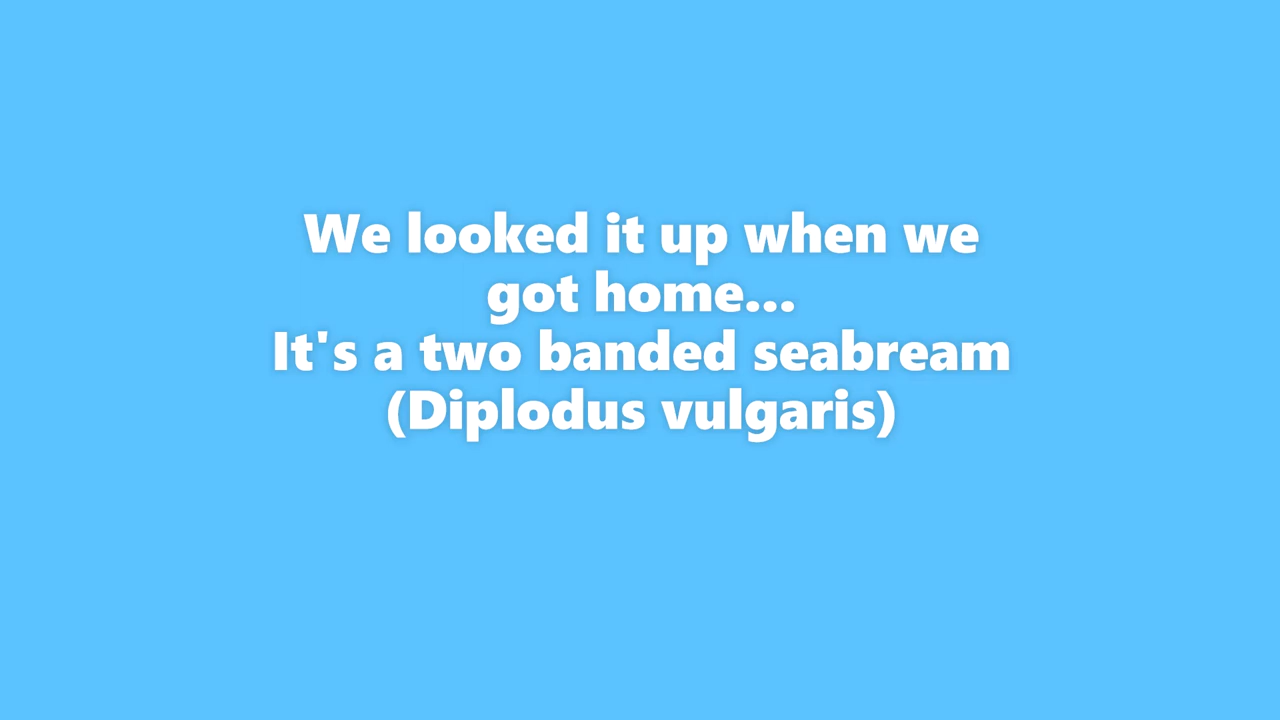 We looked it up when we
got home...
It's a two banded seabream
(Diplodus vulgaris)